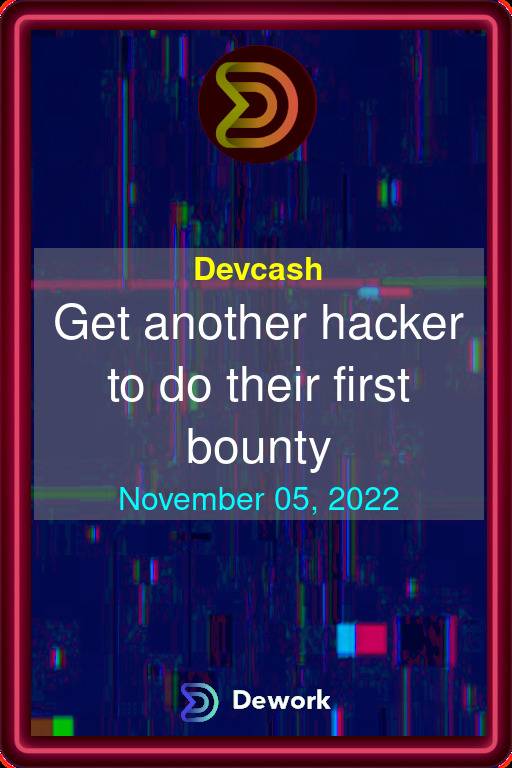 Devcash
Get another hacker
to do their first
bounty
November 05, 2022
Dework